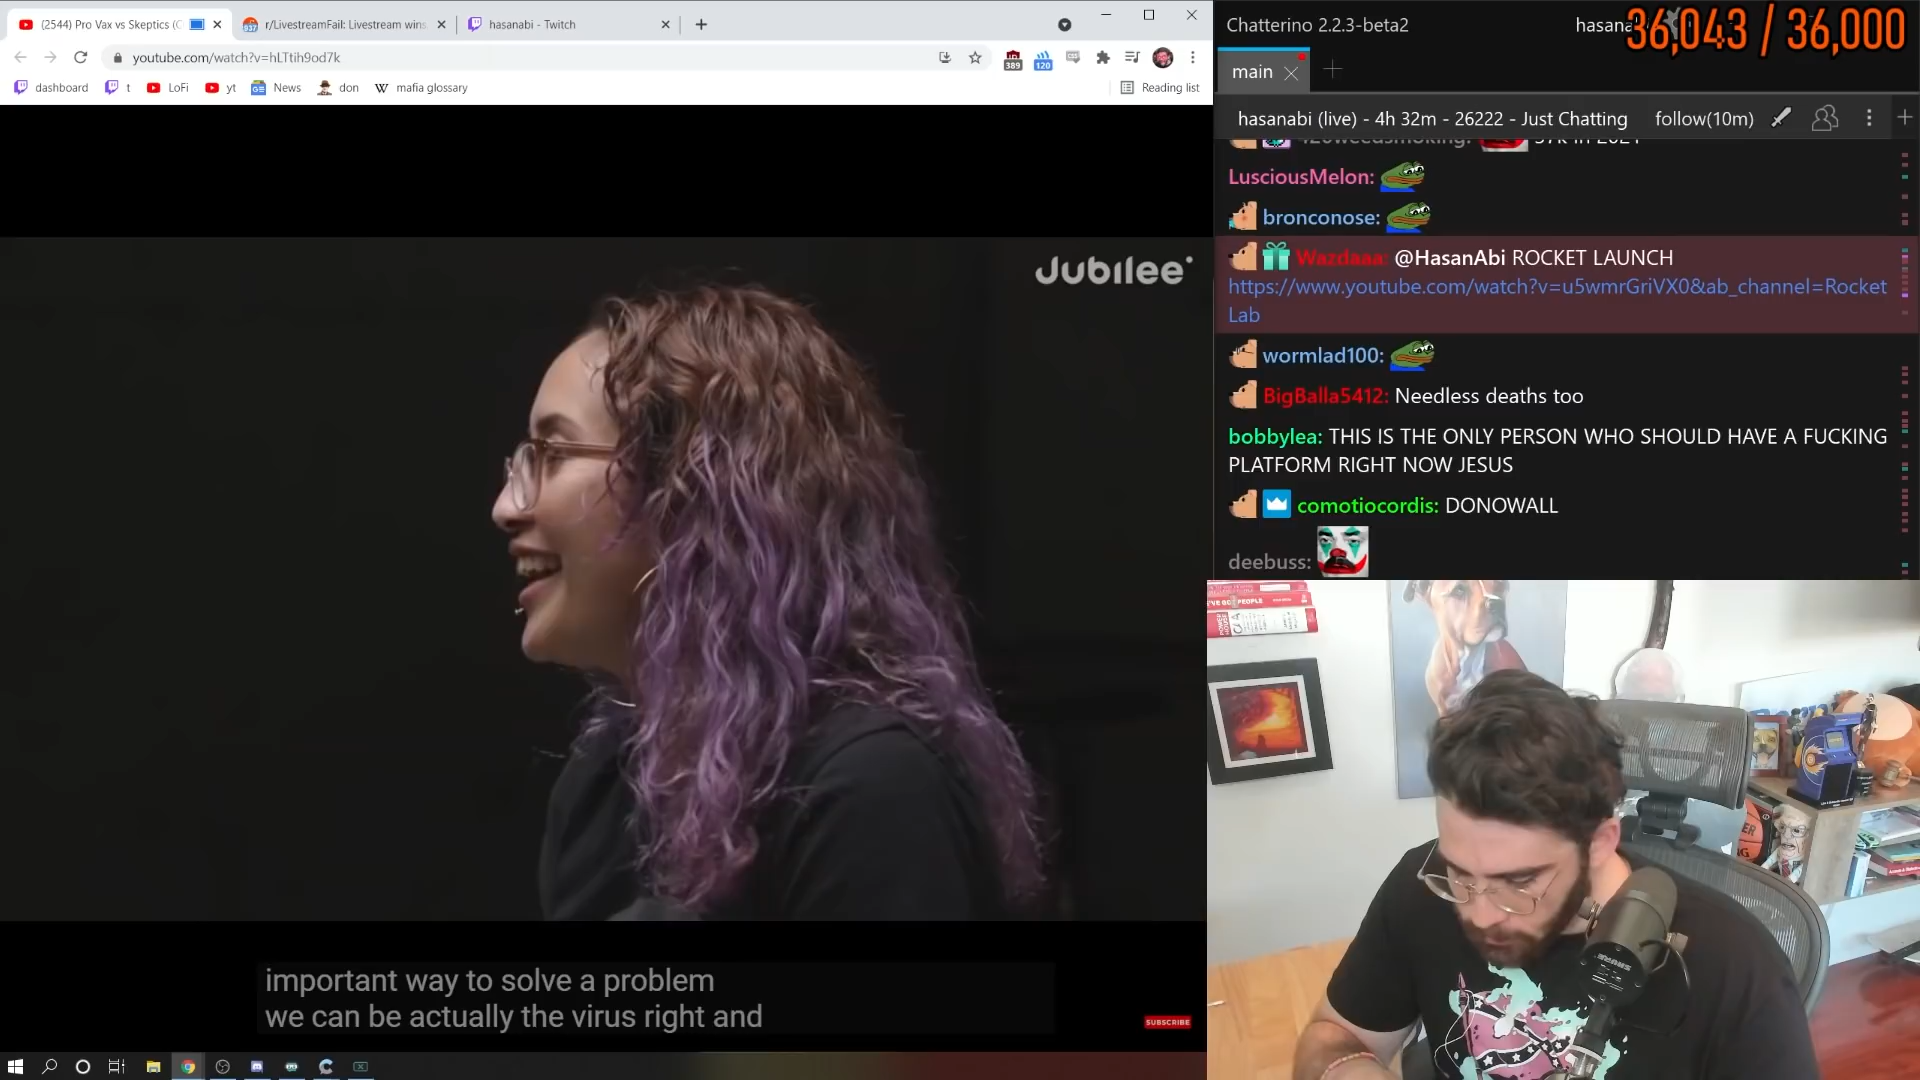 (2544) Pro Vax vs Skeptics (C
r/LivestreamFail: Livestream wins
hasanabi - Twitch
youtube.com/watch?v=hLTtih9od7k
389
120
dashboard
t
LoFi
yt
News
don
mafia glossary
Reading list
Jubilee
important way to solve a problem
we can be actually the virus right and
SUBSCRIBE
Chatterino 2.2.3-beta2
36,043 / 36,000
main
hasanabi (live) - 4h 32m - 26222 - Just Chatting
follow(10m)
LusciousMelon:
bronconose:
Wazdaaa: @HasanAbi ROCKET LAUNCH
https://www.youtube.com/watch?v=u5wmrGriVX0&ab_channel=Rocket
Lab
wormlad100:
BigBalla5412: Needless deaths too
bobbylea: THIS IS THE ONLY PERSON WHO SHOULD HAVE A FUCKING
PLATFORM RIGHT NOW JESUS
comotiocordis: DONOWALL
deebuss:
SHURE